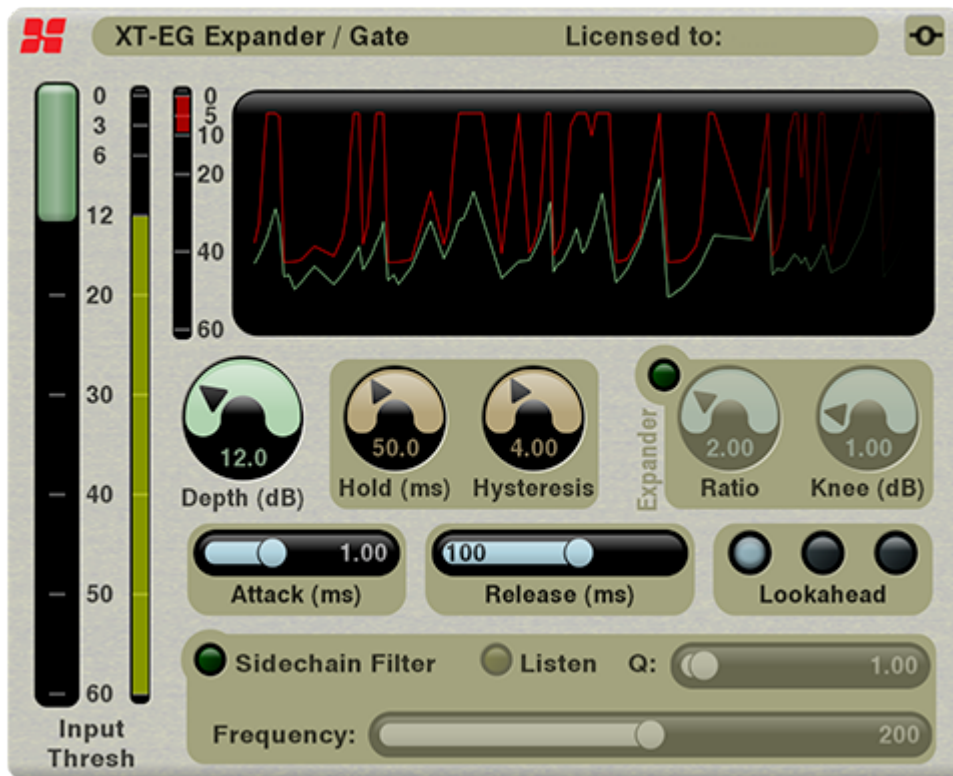 XT-EG Expander / Gate
Licensed to:
0
3
6
12
20
30
40
50
60
Input
Thresh
0
5
10
20
40
60
12.0
Depth (dB)
50.0
Hold (ms)
4.00
Hysteresis
Expander
2.00
Ratio
1.00
Knee (dB)
1.00
Attack (ms)
100
Release (ms)
Lookahead
Sidechain Filter
Listen
Q:
1.00
Frequency:
200